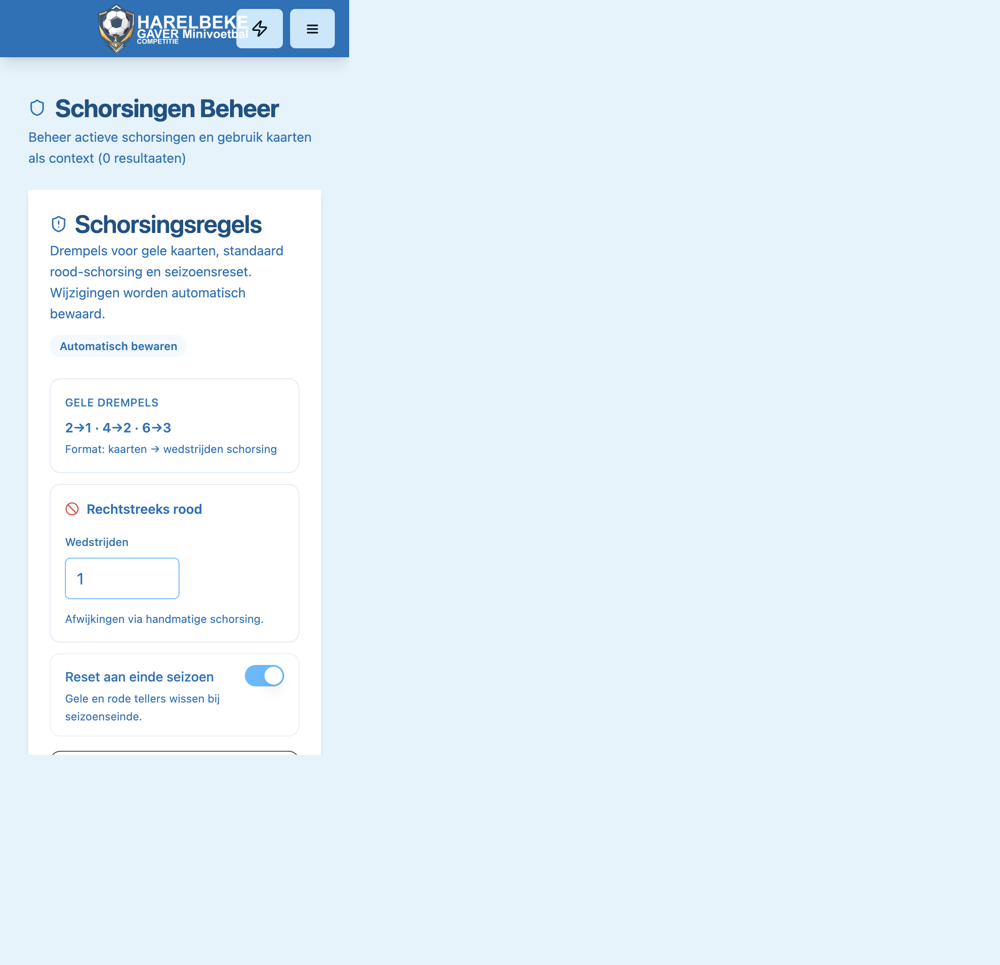 HARELBEKE
GAVER Minivoetbal
COMPETITIE
Schorsingen Beheer
Beheer actieve schorsingen en gebruik kaarten
als context (0 resultaaten)
Schorsingsregels
Drempels voor gele kaarten, standaard
rood-schorsing en seizoensreset.
Wijzigingen worden automatisch
bewaard.
Automatisch bewaren
GELE DREMPELS
2→1 · 4→2 · 6→3
Format: kaarten → wedstrijden schorsing
Rechtstreeks rood
Wedstrijden
1
Afwijkingen via handmatige schorsing.
Reset aan einde seizoen
Gele en rode tellers wissen bij
seizoenseinde.